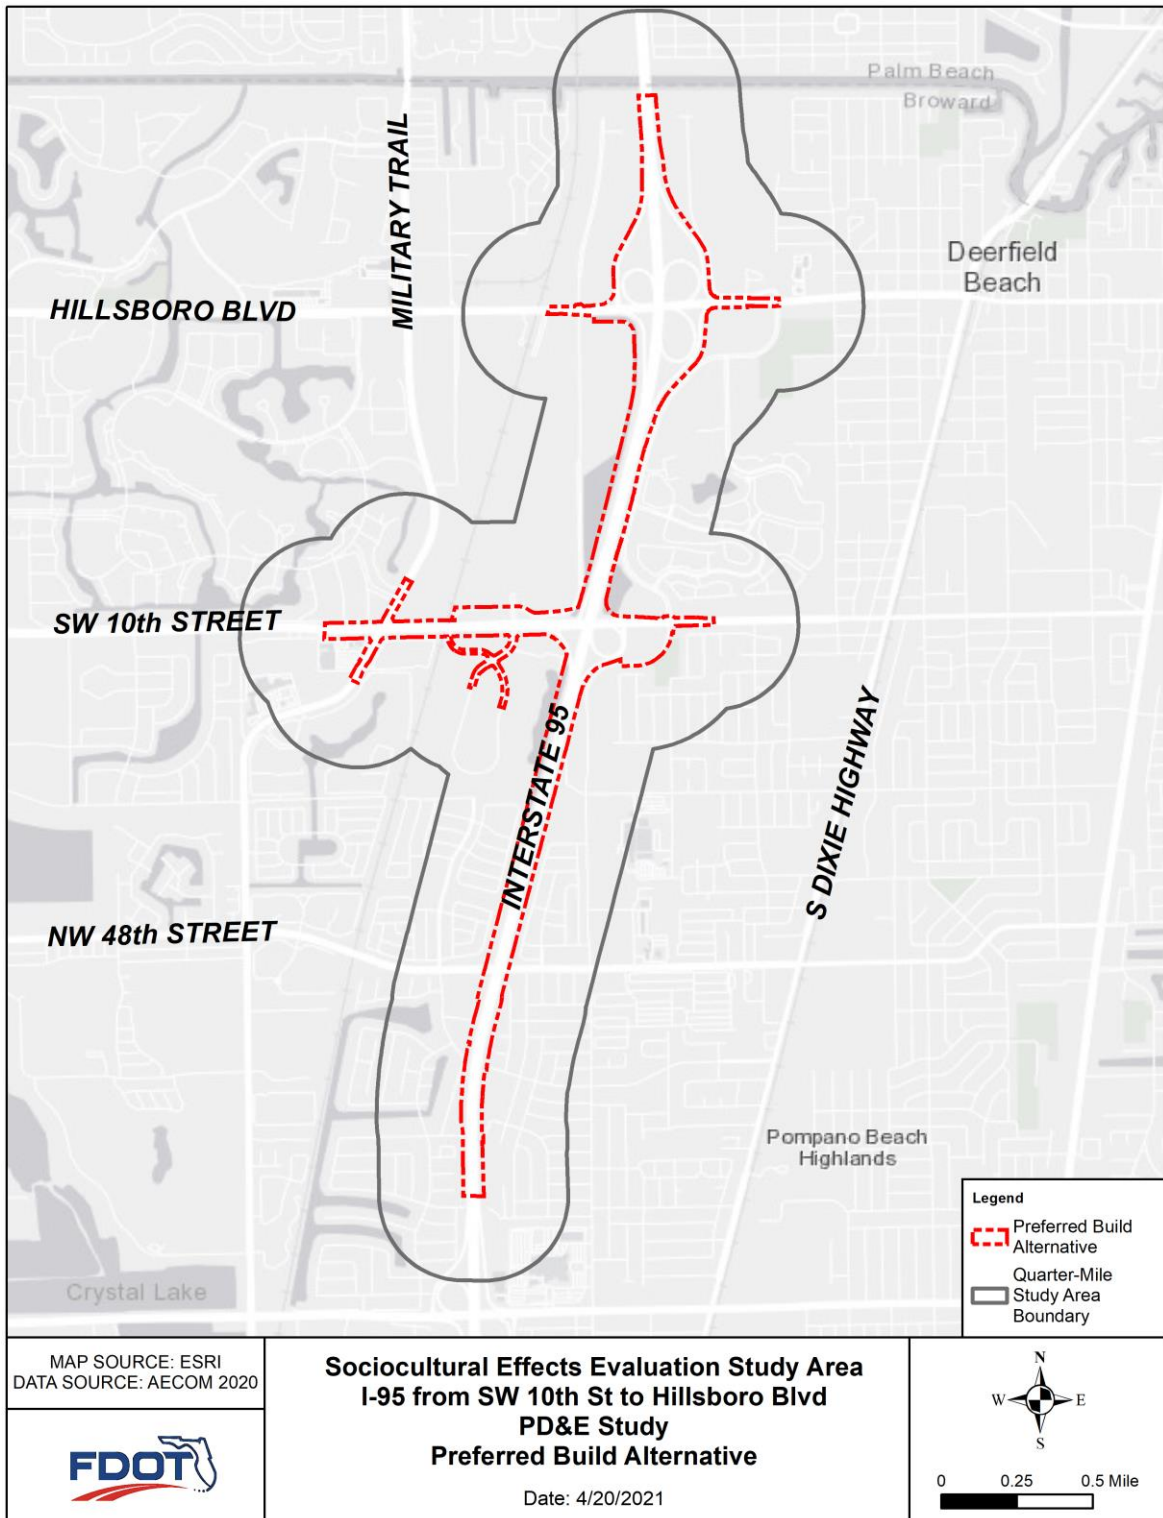 Palm Beach
Broward
MILITARY TRAIL
Deerfield
Beach
HILLSBORO BLVD
SW 10th STREET
INTERSTATE 95
S DIXIE HIGHWAY
NW 48th STREET
Pompano Beach
Highlands
Crystal Lake
Legend
Preferred Build
Alternative
Quarter-Mile
Study Area
Boundary
MAP SOURCE: ESRI
DATA SOURCE: AECOM 2020
FDOT
Sociocultural Effects Evaluation Study Area
I-95 from SW 10th St to Hillsboro Blvd
PD&E Study
Preferred Build Alternative
Date: 4/20/2021
N
W E
S
0 0.25 0.5 Mile